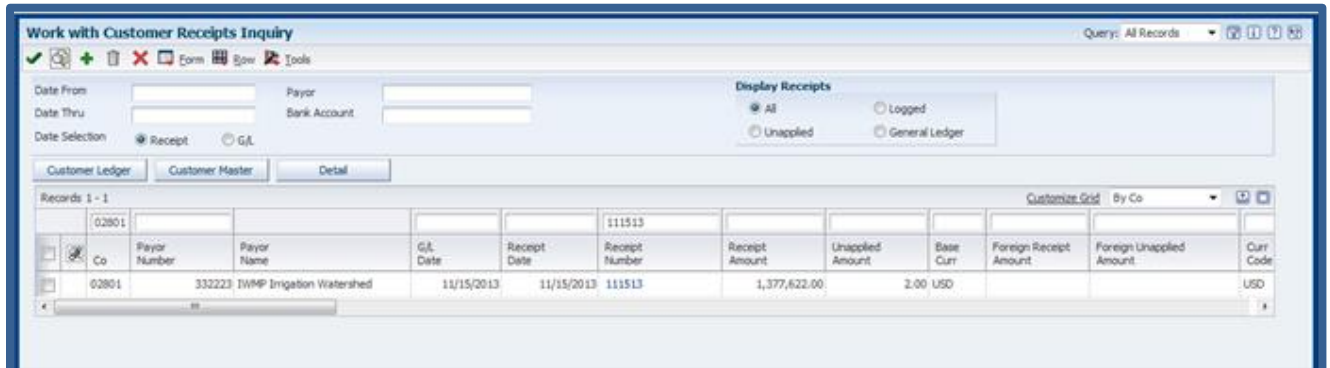 Work with Customer Receipts Inquiry Query: All Records
Form Row Tools
Date From Payor Display Receipts
Date Thru Bank Account All Logged
Date Selection Receipt G/L Unapplied General Ledger
Customer Ledger Customer Master Detail
Records 1 - 1 Customize Grid By Co
02801 111513
Co Payor Number Payor Name G/L Date Receipt Date Receipt Number Receipt Amount Unapplied Amount Base Curr Foreign Receipt Amount Foreign Unapplied Amount Curr Code
02801 332223 IWMP Irrigation Watershed 11/15/2013 11/15/2013 111513 1,377,622.00 2.00 USD USD